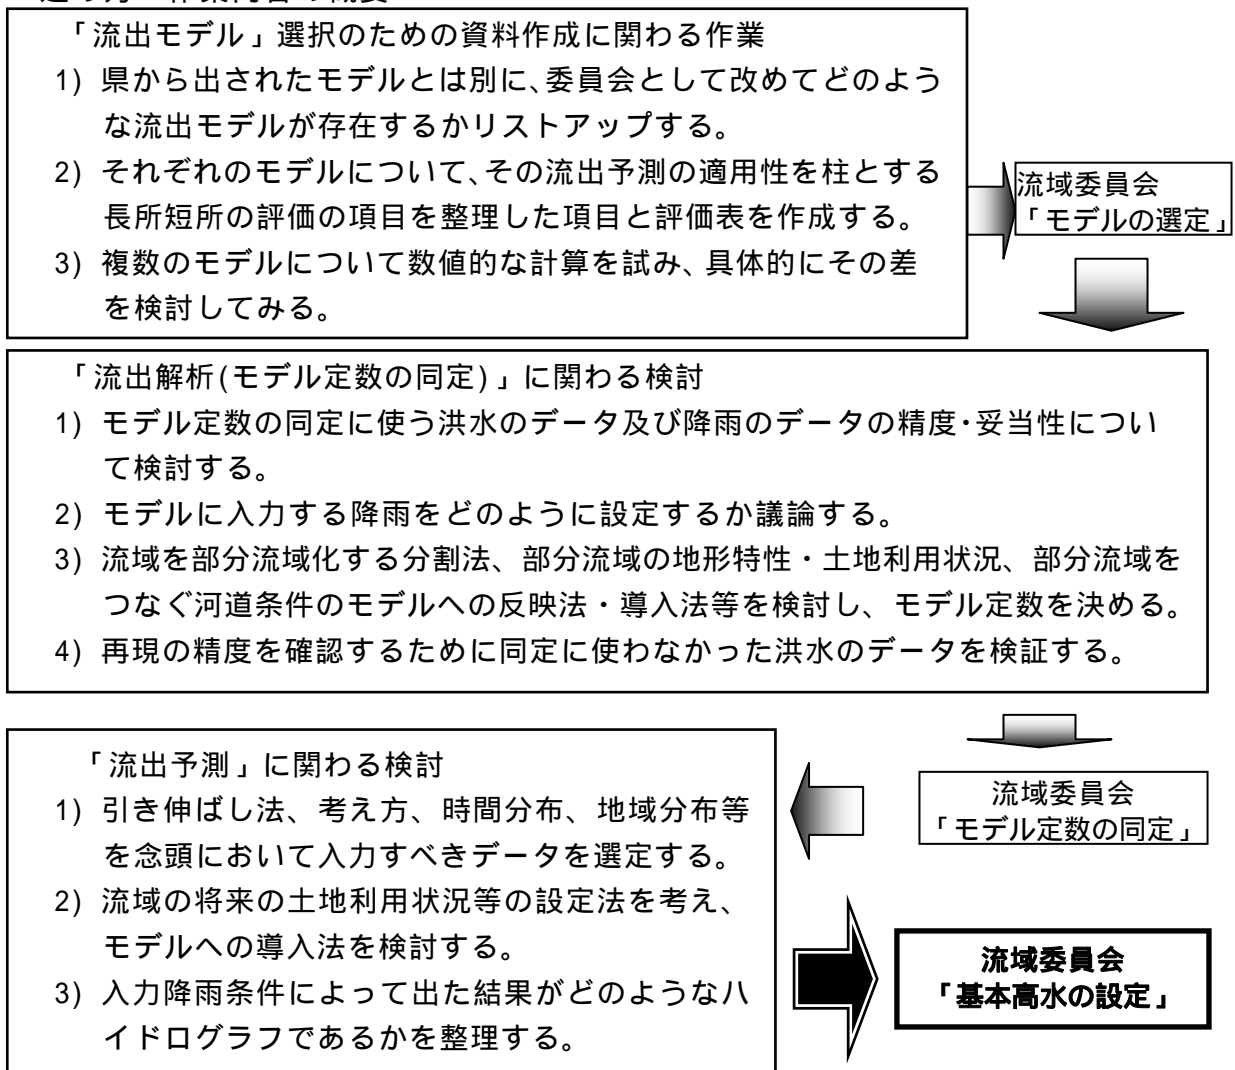 「流出モデル」選択のための資料作成に関わる作業
1) 県から出されたモデルとは別に、委員会として改めてどのよう
な流出モデルが存在するかリストアップする。
2) それぞれのモデルについて、その流出予測の適用性を柱とする
長所短所の評価の項目を整理した項目と評価表を作成する。
3) 複数のモデルについて数値的な計算を試み、具体的にその差
を検討してみる。
流域委員会
「モデルの選定」
「流出解析(モデル定数の同定)」に関わる検討
1) モデル定数の同定に使う洪水のデータ及び降雨のデータの精度・妥当性につい
て検討する。
2) モデルに入力する降雨をどのように設定するか議論する。
3) 流域を部分流域化する分割法、部分流域の地形特性・土地利用状況、部分流域を
つなぐ河道条件のモデルへの反映法・導入法等を検討し、モデル定数を決める。
4) 再現の精度を確認するために同定に使わなかった洪水のデータを検証する。
流域委員会
「モデル定数の同定」
「流出予測」に関わる検討
1) 引き伸ばし法、考え方、時間分布、地域分布等
を念頭において入力すべきデータを選定する。
2) 流域の将来の土地利用状況等の設定法を考え、
モデルへの導入法を検討する。
3) 入力降雨条件によって出た結果がどのようなハ
イドログラフであるかを整理する。
流域委員会
「基本高水の設定」